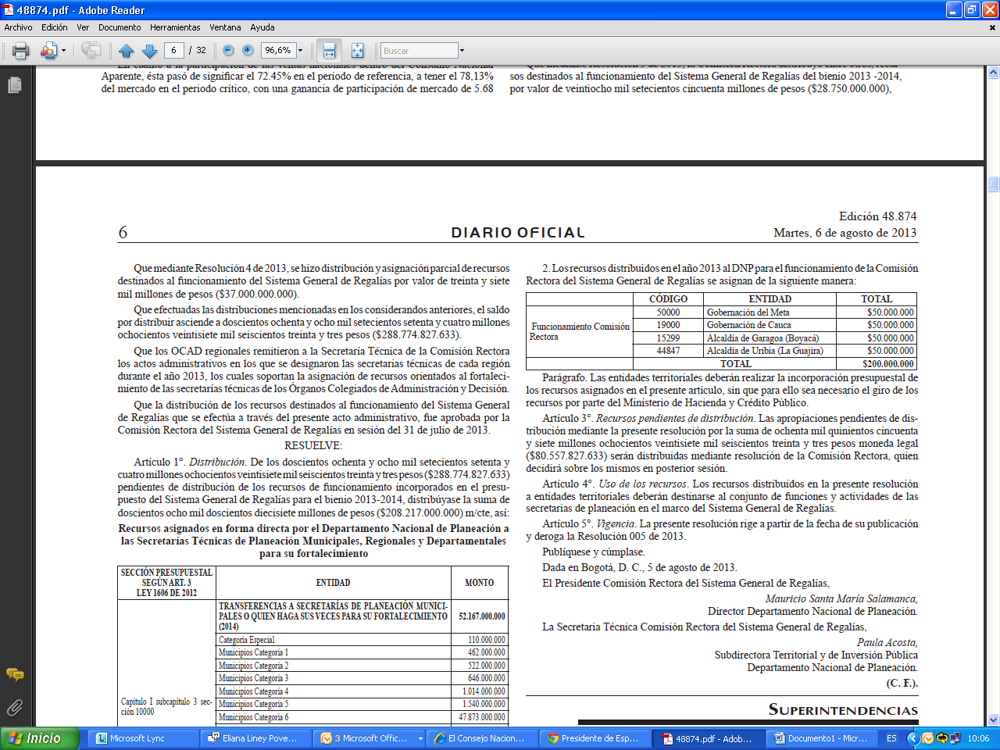 48874.pdf - Adobe Reader
Archivo Edición Ver Documento Herramientas Ventana Ayuda
6 / 32 96,6% Buscar
Aparente, ésta pasó de significar el 72.45% en el periodo de referencia, a tener el 78,13%
del mercado en el periodo crítico, con una ganancia de participación de mercado de 5.68
sos destinados al funcionamiento del Sistema General de Regalías del bienio 2013 -2014,
por valor de veintiocho mil setecientos cincuenta millones de pesos ($28.750.000.000),
6
DIARIO OFICIAL
Edición 48.874
Martes, 6 de agosto de 2013
Que mediante Resolución 4 de 2013, se hizo distribución y asignación parcial de recursos
destinados al funcionamiento del Sistema General de Regalías por valor de treinta y siete
mil millones de pesos ($37.000.000.000).
Que efectuadas las distribuciones mencionadas en los considerandos anteriores, el saldo
por distribuir asciende a doscientos ochenta y ocho mil setecientos setenta y cuatro millones
ochocientos veintisiete mil seiscientos treinta y tres pesos ($288.774.827.633).
Que los OCAD regionales remitieron a la Secretaría Técnica de la Comisión Rectora
los actos administrativos en los que se designaron las secretarias técnicas de cada región
durante el año 2013, los cuales soportan la asignación de recursos orientados al fortaleci-
miento de las secretarías técnicas de los Órganos Colegiados de Administración y Decisión.
Que la distribución de los recursos destinados al funcionamiento del Sistema General
de Regalías que se efectúa a través del presente acto administrativo, fue aprobada por la
Comisión Rectora del Sistema General de Regalías en sesión del 31 de julio de 2013.
RESUELVE:
Artículo 1°. Distribución. De los doscientos ochenta y ocho mil setecientos setenta y
cuatro millones ochocientos veintisiete mil seiscientos treinta y tres pesos ($288.774.827.633)
pendientes de distribución de los recursos de funcionamiento incorporados en el presu-
puesto del Sistema General de Regalías para el bienio 2013-2014, distribúyase la suma de
doscientos ocho mil doscientos diecisiete millones de pesos ($208.217.000.000) m/cte, así:
Recursos asignados en forma directa por el Departamento Nacional de Planeación a
las Secretarías Técnicas de Planeación Municipales, Regionales y Departamentales
para su fortalecimiento
SECCIÓN PRESUPUESTAL
SEGÚN ART. 3
LEY 1606 DE 2012
ENTIDAD
MONTO
Capítulo I subcapítulo 3 sec-
ción 10000
TRANSFERENCIAS A SECRETARÍAS DE PLANEACIÓN MUNICI-
PALES O QUIEN HAGA SUS VECES PARA SU FORTALECIMIENTO
(2014)
52.167.000.000
Categoría Especial 110.000.000
Municipios Categoría 1 462.000.000
Municipios Categoría 2 522.000.000
Municipios Categoría 3 646.000.000
Municipios Categoría 4 1.014.000.000
Municipios Categoría 5 1.540.000.000
Municipios Categoría 6 47.873.000.000
2. Los recursos distribuidos en el año 2013 al DNP para el funcionamiento de la Comisión
Rectora del Sistema General de Regalías se asignan de la siguiente manera:
CÓDIGO ENTIDAD TOTAL
Funcionamiento Comisión
Rectora
50000 Gobernación del Meta $50.000.000
19000 Gobernación de Cauca $50.000.000
15299 Alcaldía de Garagoa (Boyacá) $50.000.000
44847 Alcaldía de Uribia (La Guajira) $50.000.000
TOTAL $200.000.000
Parágrafo. Las entidades territoriales deberán realizar la incorporación presupuestal de
los recursos asignados en el presente artículo, sin que para ello sea necesario el giro de los
recursos por parte del Ministerio de Hacienda y Crédito Público.
Artículo 3°. Recursos pendientes de distribución. Las apropiaciones pendientes de dis-
tribución mediante la presente resolución por la suma de ochenta mil quinientos cincuenta
y siete millones ochocientos veintisiete mil seiscientos treinta y tres pesos moneda legal
($80.557.827.633) serán distribuidas mediante resolución de la Comisión Rectora, quien
decidirá sobre los mismos en posterior sesión.
Artículo 4°. Uso de los recursos. Los recursos distribuidos en la presente resolución
a entidades territoriales deberán destinarse al conjunto de funciones y actividades de las
secretarias de planeación en el marco del Sistema General de Regalías.
Artículo 5°. Vigencia. La presente resolución rige a partir de la fecha de su publicación
y deroga la Resolución 005 de 2013.
Publíquese y cúmplase.
Dada en Bogotá, D. C., 5 de agosto de 2013.
El Presidente Comisión Rectora del Sistema General de Regalías,
Mauricio Santa María Salamanca,
Director Departamento Nacional de Planeación.
La Secretaria Técnica Comisión Rectora del Sistema General de Regalías,
Paula Acosta,
Subdirectora Territorial y de Inversión Pública
Departamento Nacional de Planeación.
(C. F.).
SUPERINTENDENCIAS
Inicio Microsoft Lync Eliana Liney Pove... 3 Microsoft Offic... El Consejo Nacion... Presidente de Esp... 48874.pdf - Adob... Documento1 - Micr... ES 10:06